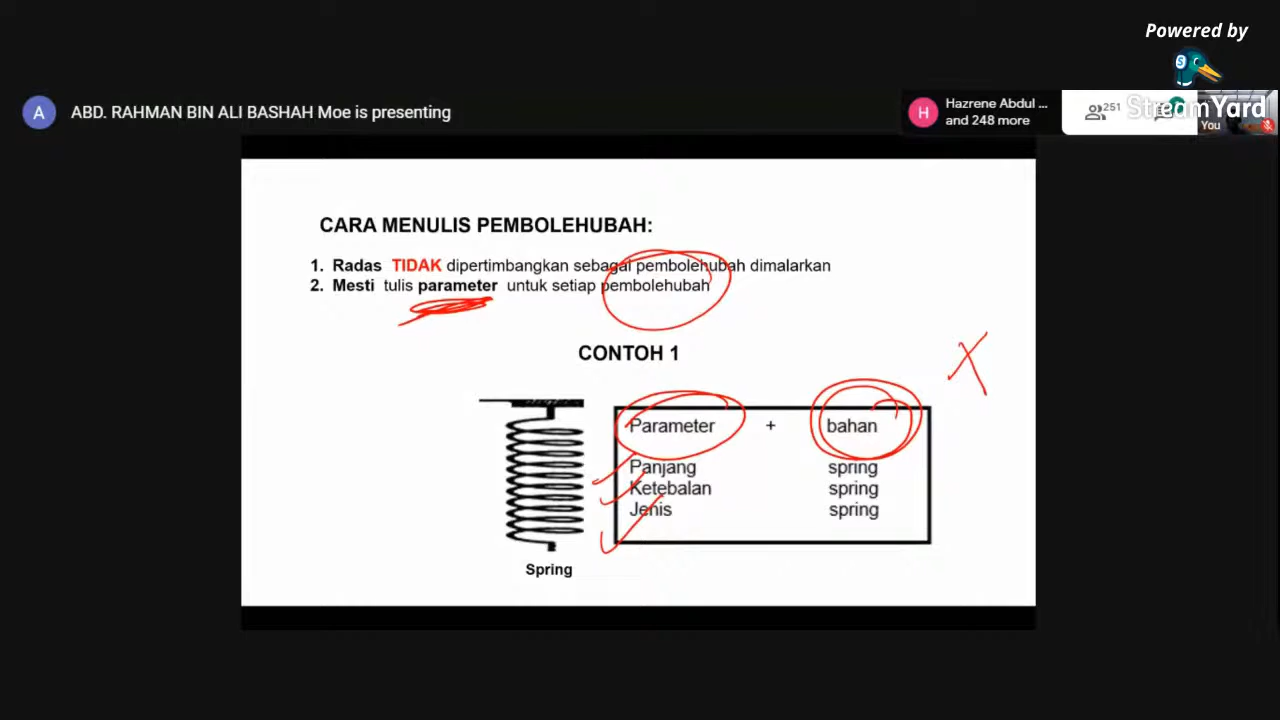 Powered by
S
StreamYard
A
ABD. RAHMAN BIN ALI BASHAH Moe is presenting
H
Hazrene Abdul ...
and 248 more
251
You
CARA MENULIS PEMBOLEHUBAH:
1. Radas TIDAK dipertimbangkan sebagai pembolehubah dimalarkan
2. Mesti tulis parameter untuk setiap pembolehubah
CONTOH 1
X
Parameter + bahan
Panjang spring
Ketebalan spring
Jenis spring
Spring